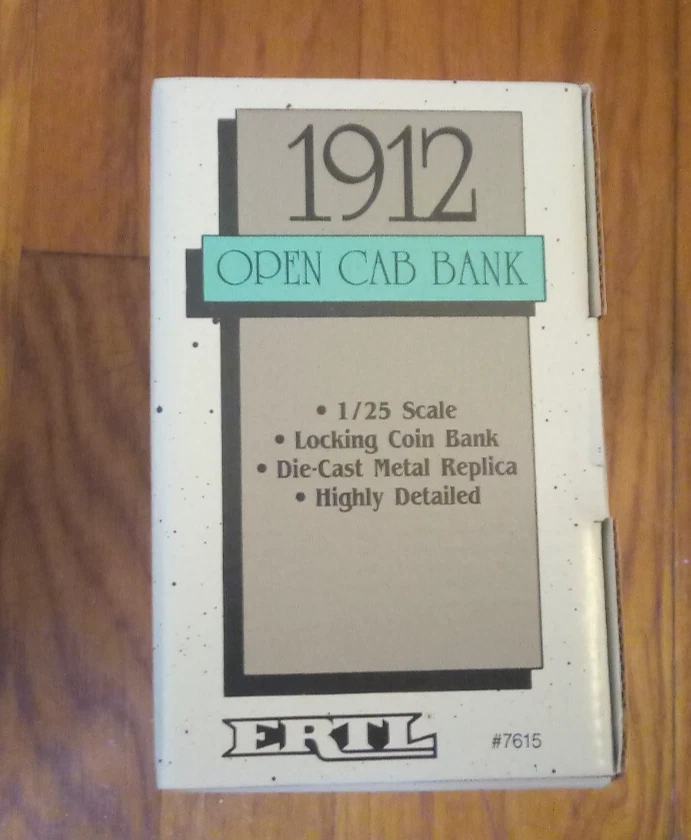 1912
OPEN CAB BANK
• 1/25 Scale
• Locking Coin Bank
• Die-Cast Metal Replica
• Highly Detailed
ERTL
#7615